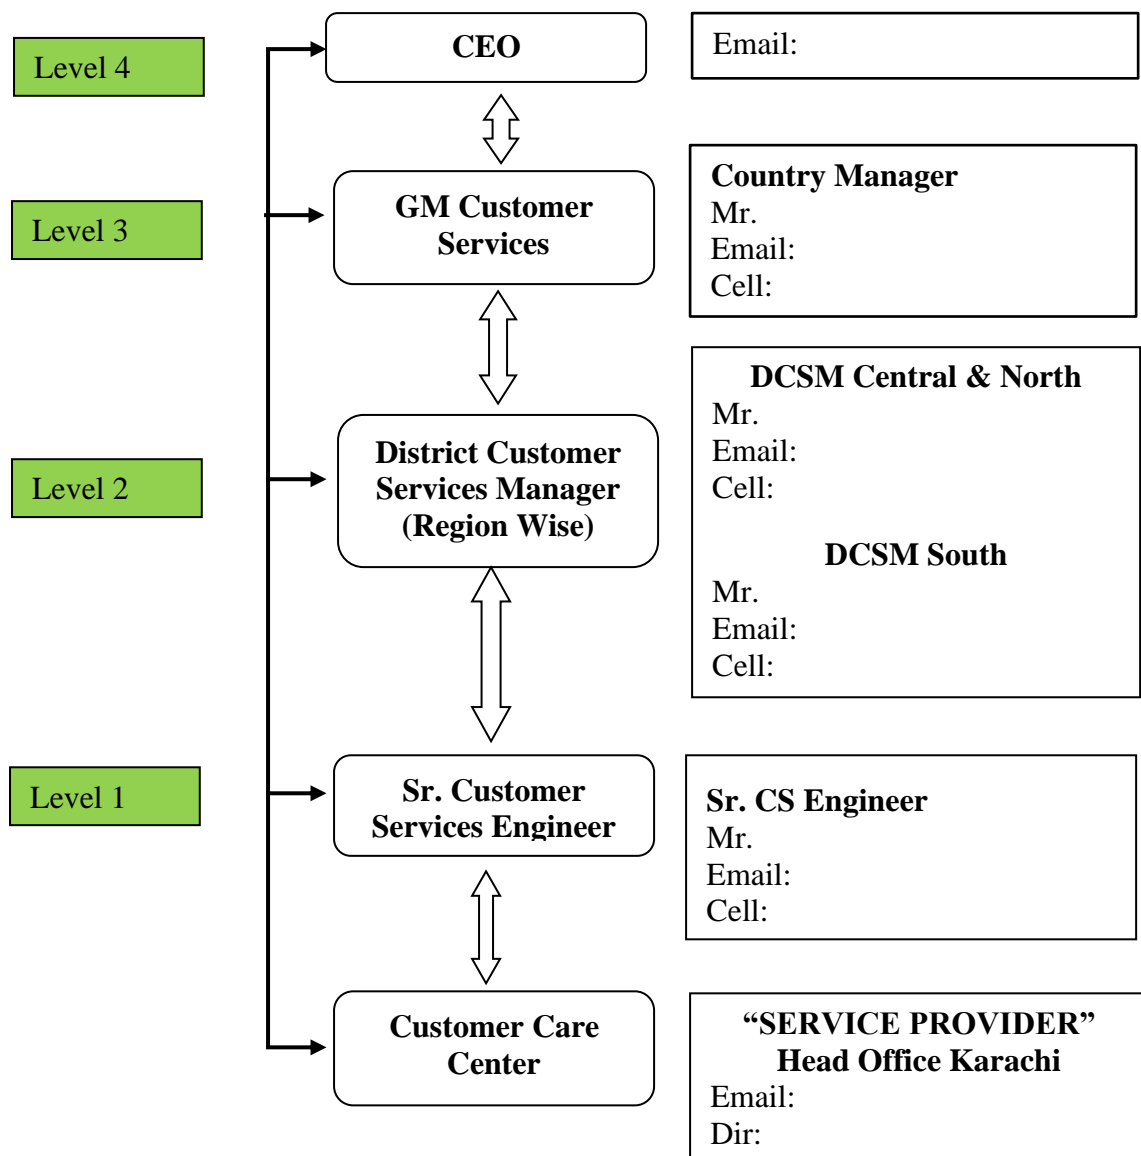 Level 4
CEO
Email:
Level 3
GM Customer
Services
Country Manager
Mr.
Email:
Cell:
Level 2
District Customer
Services Manager
(Region Wise)
DCSM Central & North
Mr.
Email:
Cell:
DCSM South
Mr.
Email:
Cell:
Level 1
Sr. Customer
Services Engineer
Sr. CS Engineer
Mr.
Email:
Cell:
Customer Care
Center
“SERVICE PROVIDER”
Head Office Karachi
Email:
Dir: